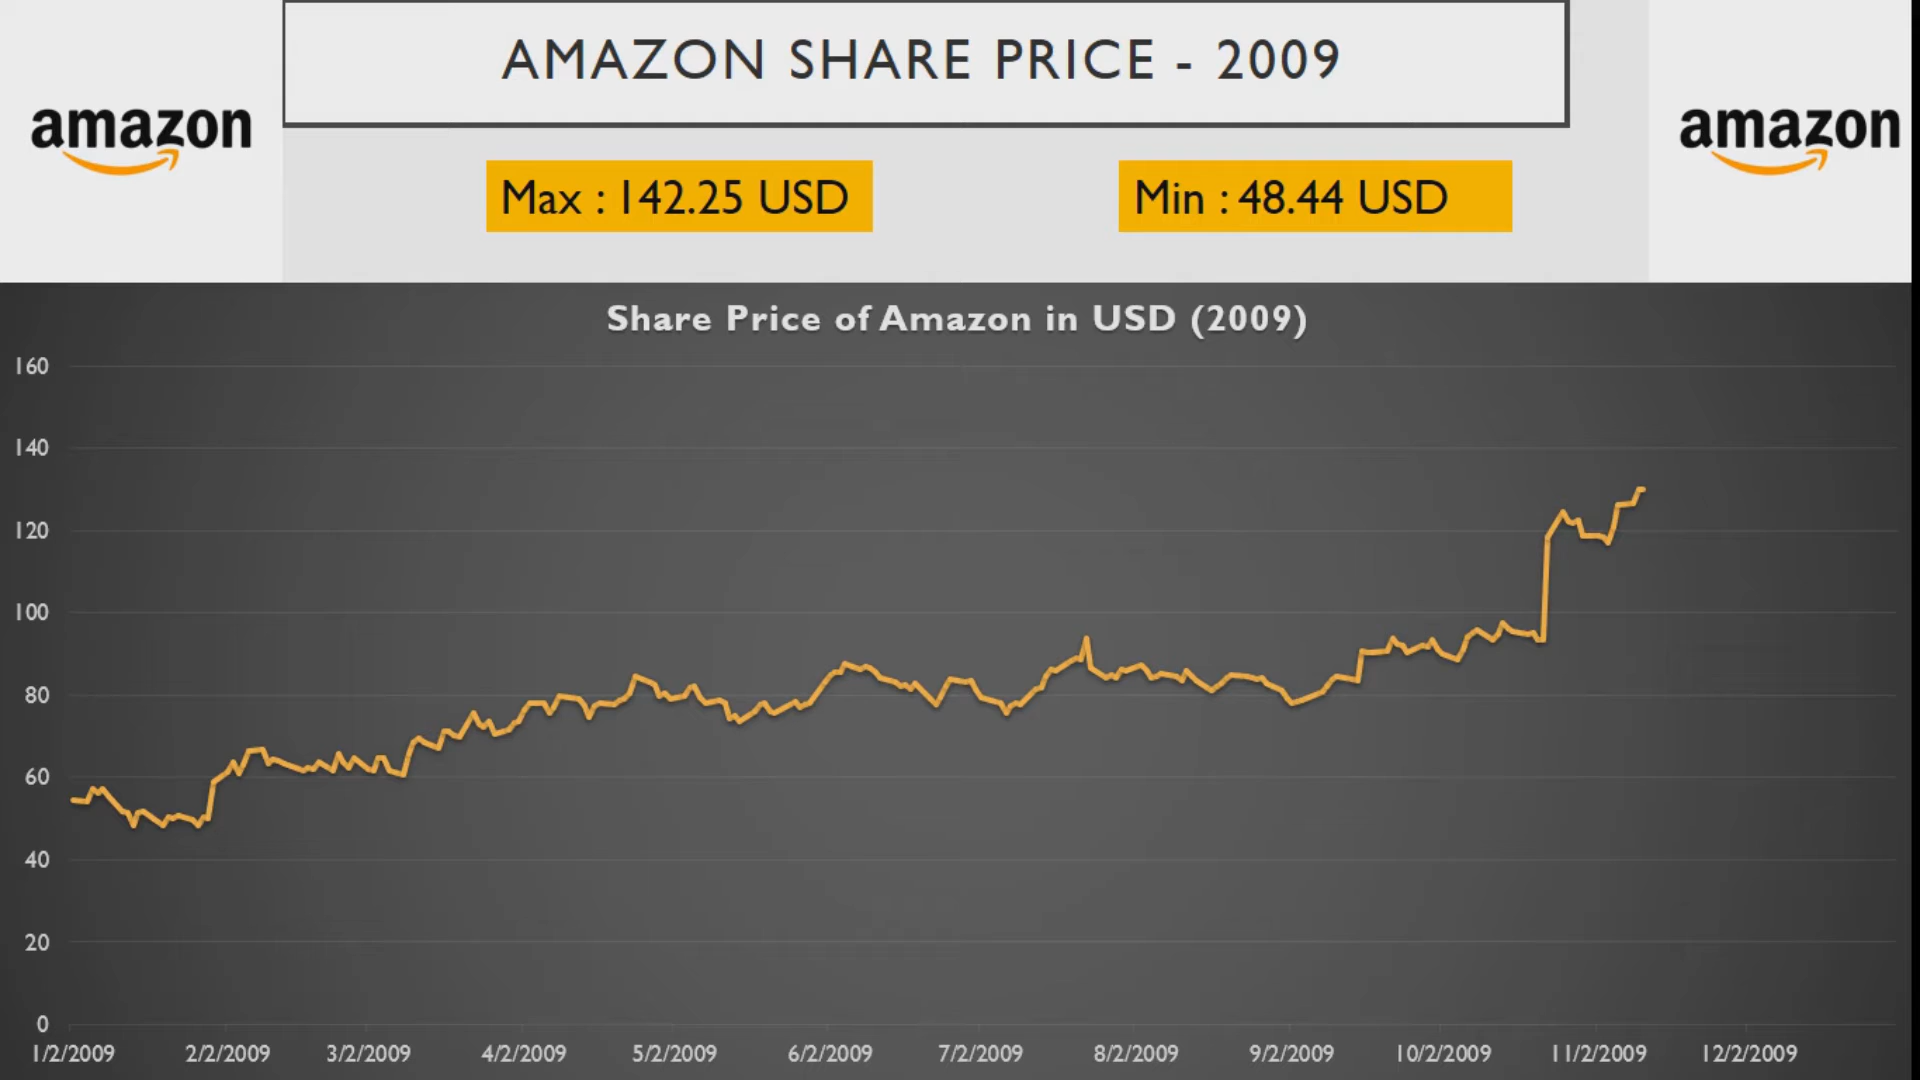 AMAZON SHARE PRICE - 2009
amazon
amazon
Max : 142.25 USD
Min : 48.44 USD
Share Price of Amazon in USD (2009)
160
140
120
100
80
60
40
20
0
1/2/2009 2/2/2009 3/2/2009 4/2/2009 5/2/2009 6/2/2009 7/2/2009 8/2/2009 9/2/2009 10/2/2009 11/2/2009 12/2/2009